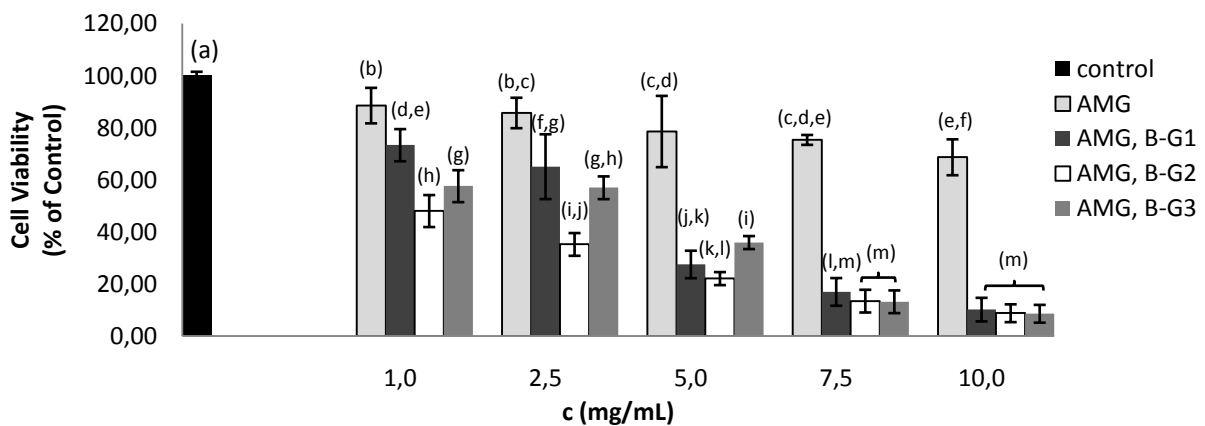 120,00
100,00
80,00
60,00
40,00
20,00
0,00
Cell Viability
(% of Control)
(a)
(b)
(d,e)
(h)
(g)
(b,c)
(f,g)
(i,j)
(g,h)
(c,d)
(j,k)
(k,l)
(i)
(c,d,e)
(l,m)
(m)
(e,f)
(m)
1,0
2,5
5,0
7,5
10,0
c (mg/mL)
control
AMG
AMG, B-G1
AMG, B-G2
AMG, B-G3